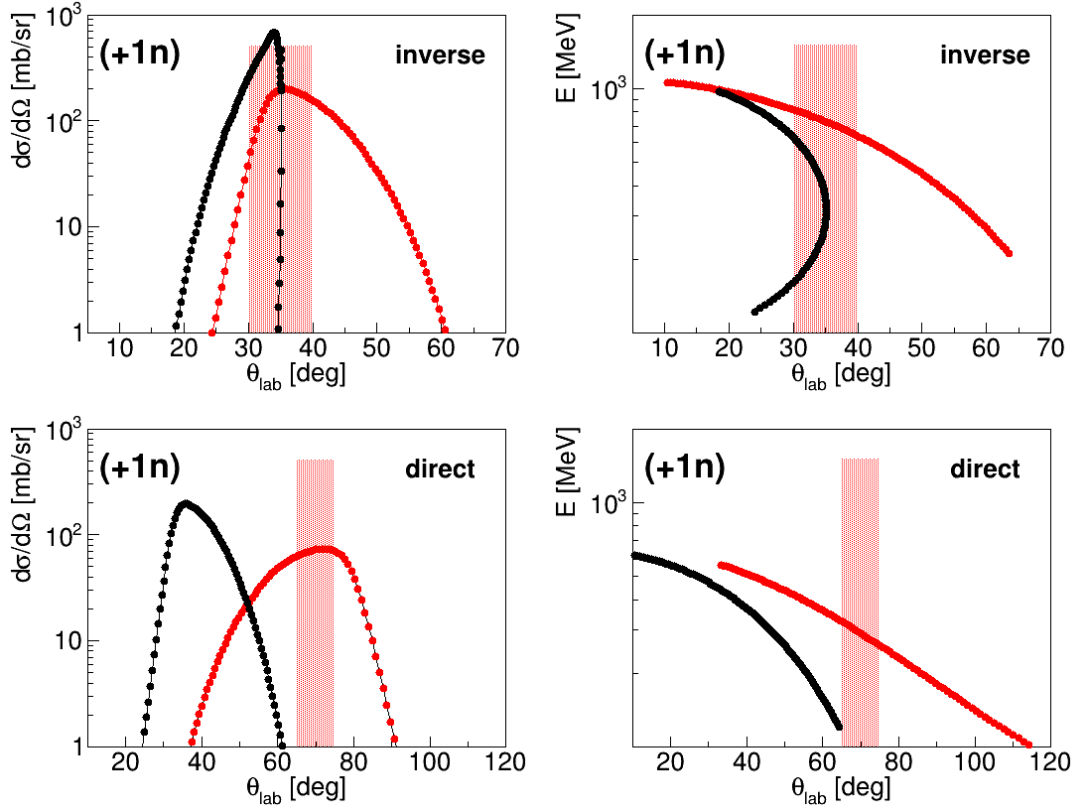 dσ/dΩ [mb/sr]
10³
10²
10
1
(+1n)
inverse
10 20 30 40 50 60 70
θlab [deg]
E [MeV]
10³
(+1n)
inverse
10 20 30 40 50 60 70
θlab [deg]
dσ/dΩ [mb/sr]
10³
10²
10
1
(+1n)
direct
20 40 60 80 100 120
θlab [deg]
E [MeV]
10³
(+1n)
direct
20 40 60 80 100 120
θlab [deg]